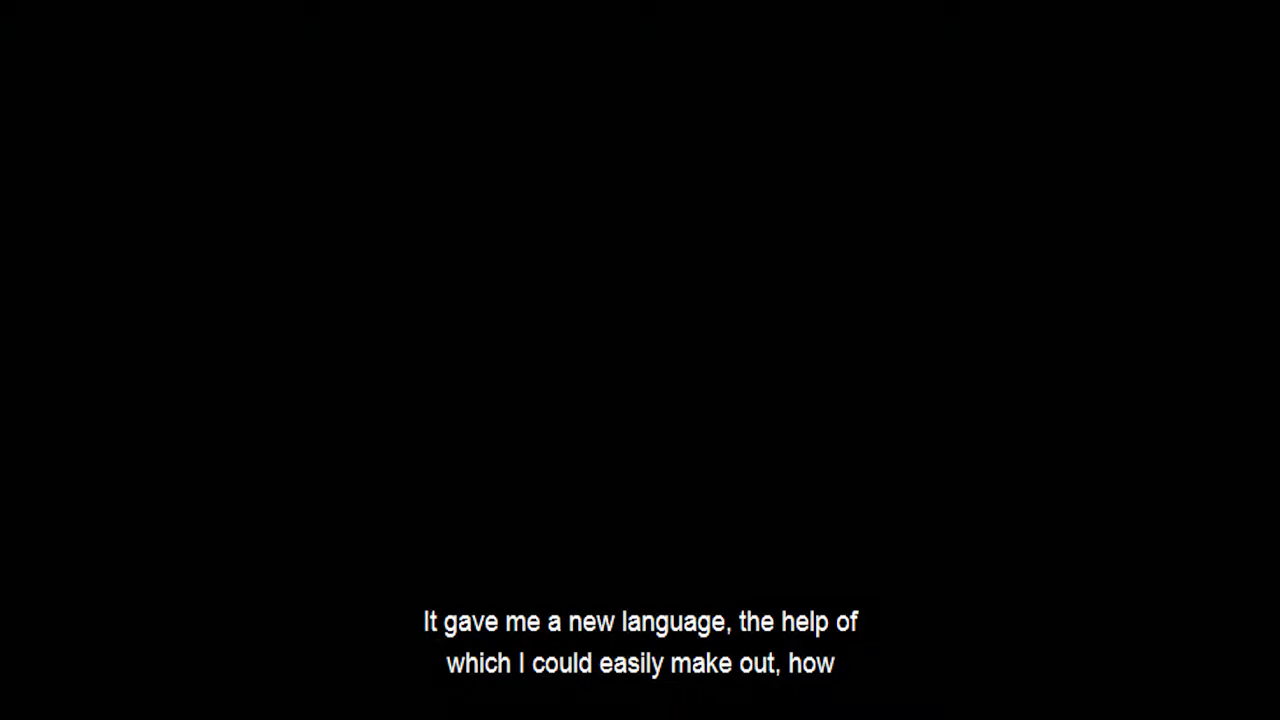 It gave me a new language, the help of
which I could easily make out, how